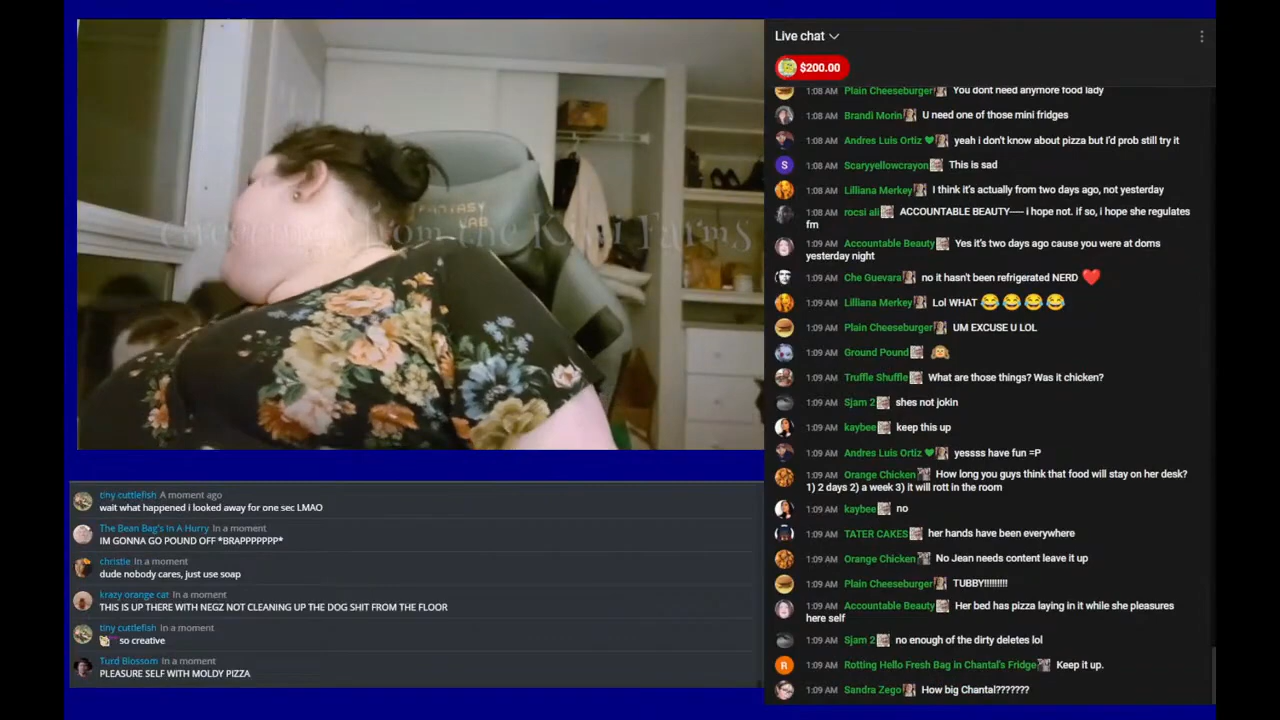 FANTASY
LAB
Greetings from the Kiwi Farms
tiny cuttlefish A moment ago
wait what happened i looked away for one sec LMAO
The Bean Bag's In A Hurry In a moment
IM GONNA GO POUND OFF *BRAPPPPPPP*
christie In a moment
dude nobody cares, just use soap
krazy orange cat In a moment
THIS IS UP THERE WITH NEGZ NOT CLEANING UP THE DOG SHIT FROM THE FLOOR
tiny cuttlefish In a moment
so creative
Turd Blossom In a moment
PLEASURE SELF WITH MOLDY PIZZA
Live chat
$200.00
1:08 AM Plain Cheeseburger You dont need anymore food lady
1:08 AM Brandi Morin U need one of those mini fridges
1:08 AM Andres Luis Ortiz yeah i don't know about pizza but I'd prob still try it
1:08 AM Scaryyellowcrayon This is sad
1:08 AM Lilliana Merkey I think it's actually from two days ago, not yesterday
1:08 AM rocsi ali ACCOUNTABLE BEAUTY---- i hope not. if so, i hope she regulates
fm
1:09 AM Accountable Beauty Yes it's two days ago cause you were at doms
yesterday night
1:09 AM Che Guevara no it hasn't been refrigerated NERD ❤️
1:09 AM Lilliana Merkey Lol WHAT 😂😂😂😂
1:09 AM Plain Cheeseburger UM EXCUSE U LOL
1:09 AM Ground Pound 🙊
1:09 AM Truffle Shuffle What are those things? Was it chicken?
1:09 AM Sjam 2 shes not jokin
1:09 AM kaybee keep this up
1:09 AM Andres Luis Ortiz yessss have fun =P
1:09 AM Orange Chicken How long you guys think that food will stay on her desk?
1) 2 days 2) a week 3) it will rott in the room
1:09 AM kaybee no
1:09 AM TATER CAKES her hands have been everywhere
1:09 AM Orange Chicken No Jean needs content leave it up
1:09 AM Plain Cheeseburger TUBBY!!!!!!!!!
1:09 AM Accountable Beauty Her bed has pizza laying in it while she pleasures
here self
1:09 AM Sjam 2 no enough of the dirty deletes lol
1:09 AM Rotting Hello Fresh Bag in Chantal's Fridge Keep it up.
1:09 AM Sandra Zego How big Chantal???????